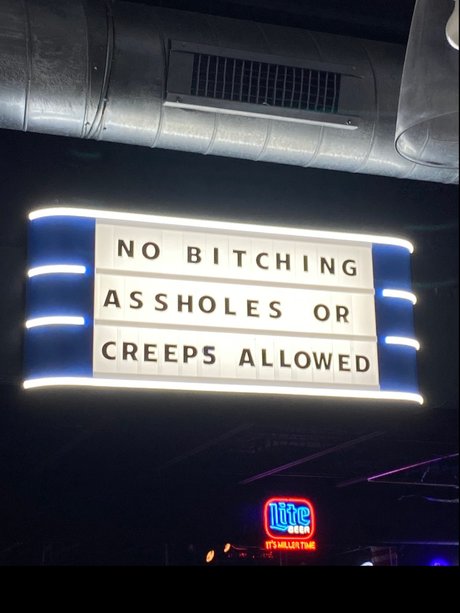 NO BITCHING
ASSHOLES OR
CREEPS ALLOWED
Lite
BEER
IT'S MILLER TIME